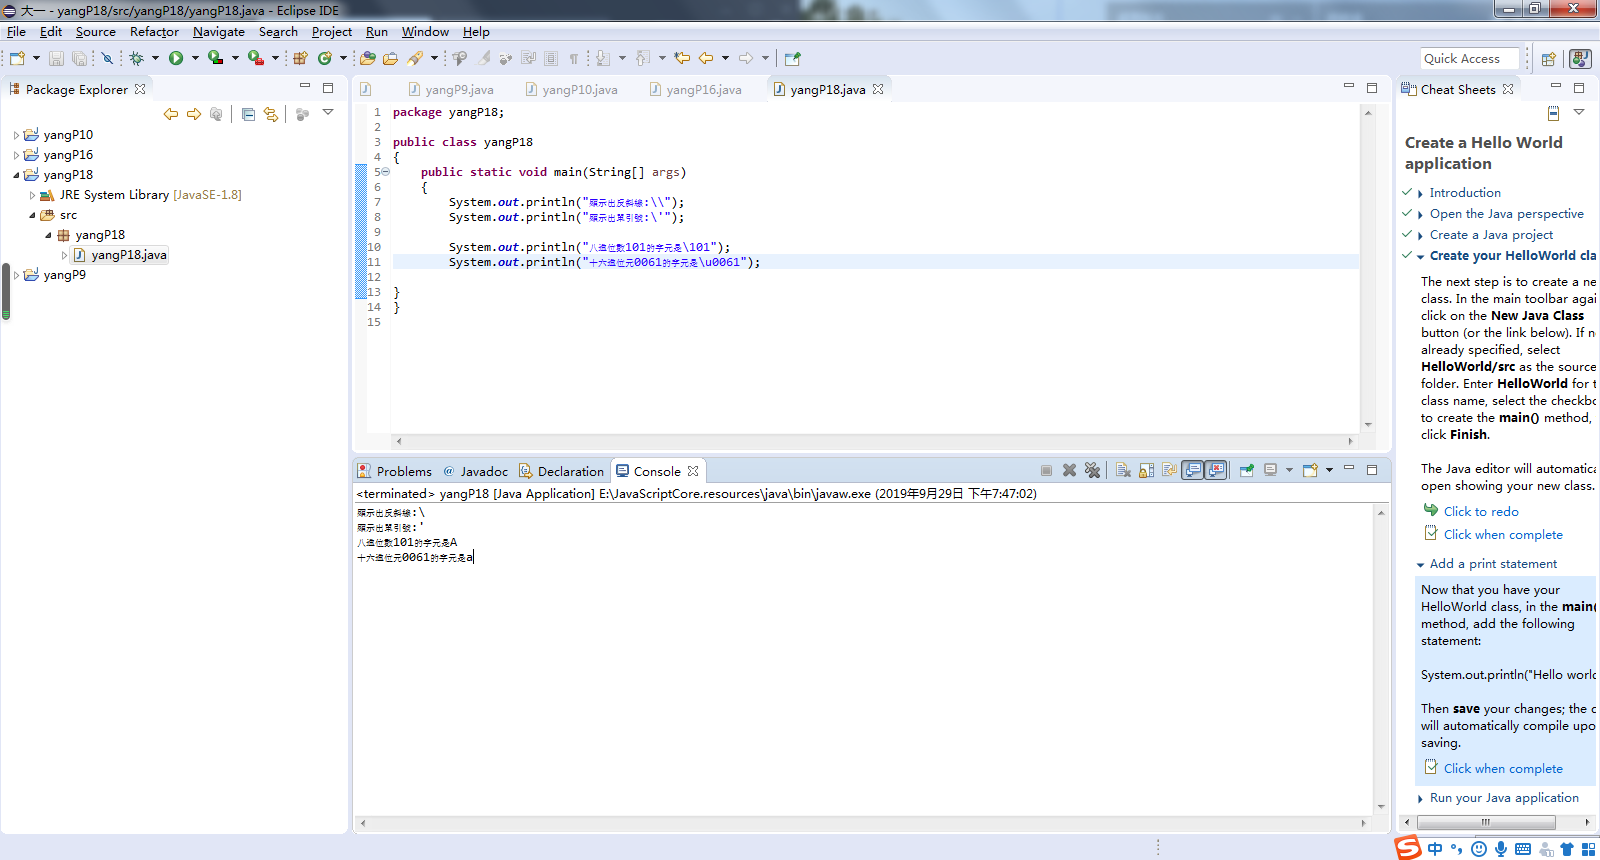 大一 - yangP18/src/yangP18/yangP18.java - Eclipse IDE
File Edit Source Refactor Navigate Search Project Run Window Help
Quick Access
Package Explorer
yangP10
yangP16
yangP18
JRE System Library [JavaSE-1.8]
src
yangP18
yangP18.java
yangP9
yangP9.java yangP10.java yangP16.java yangP18.java
1 package yangP18;
2
3 public class yangP18
4 {
5 public static void main(String[] args)
6 {
7 System.out.println("顯示出反斜線:\\");
8 System.out.println("顯示出單引號:\'");
9
10 System.out.println("八進位數101的字元是\101");
11 System.out.println("十六進位元0061的字元是\u0061");
12
13 }
14 }
15
Problems @ Javadoc Declaration Console
<terminated> yangP18 [Java Application] E:\JavaScriptCore.resources\java\bin\javaw.exe (2019年9月29日 下午7:47:02)
顯示出反斜線:\
顯示出單引號:'
八進位數101的字元是A
十六進位元0061的字元是a
Cheat Sheets
Create a Hello World
application
Introduction
Open the Java perspective
Create a Java project
Create your HelloWorld cla
The next step is to create a ne
class. In the main toolbar agai
click on the New Java Class
button (or the link below). If n
already specified, select
HelloWorld/src as the source
folder. Enter HelloWorld for t
class name, select the checkbo
to create the main() method,
click Finish.
The Java editor will automatica
open showing your new class.
Click to redo
Click when complete
Add a print statement
Now that you have your
HelloWorld class, in the main(
method, add the following
statement:
System.out.println("Hello world
Then save your changes; the c
will automatically compile upo
saving.
Click when complete
Run your Java application
S 中